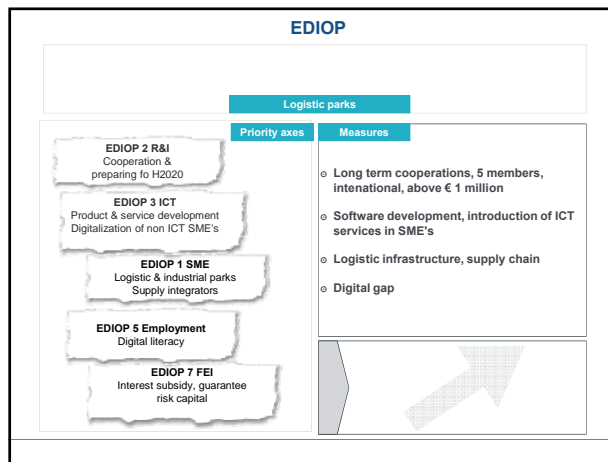 EDIOP
Logistic parks
Priority axes
Measures
EDIOP 2 R&I
Cooperation &
preparing fo H2020
EDIOP 3 ICT
Product & service development
Digitalization of non ICT SME's
EDIOP 1 SME
Logistic & industrial parks
Supply integrators
EDIOP 5 Employment
Digital literacy
EDIOP 7 FEI
Interest subsidy, guarantee
risk capital
Long term cooperations, 5 members,
intenational, above € 1 million
Software development, introduction of ICT
services in SME's
Logistic infrastructure, supply chain
Digital gap